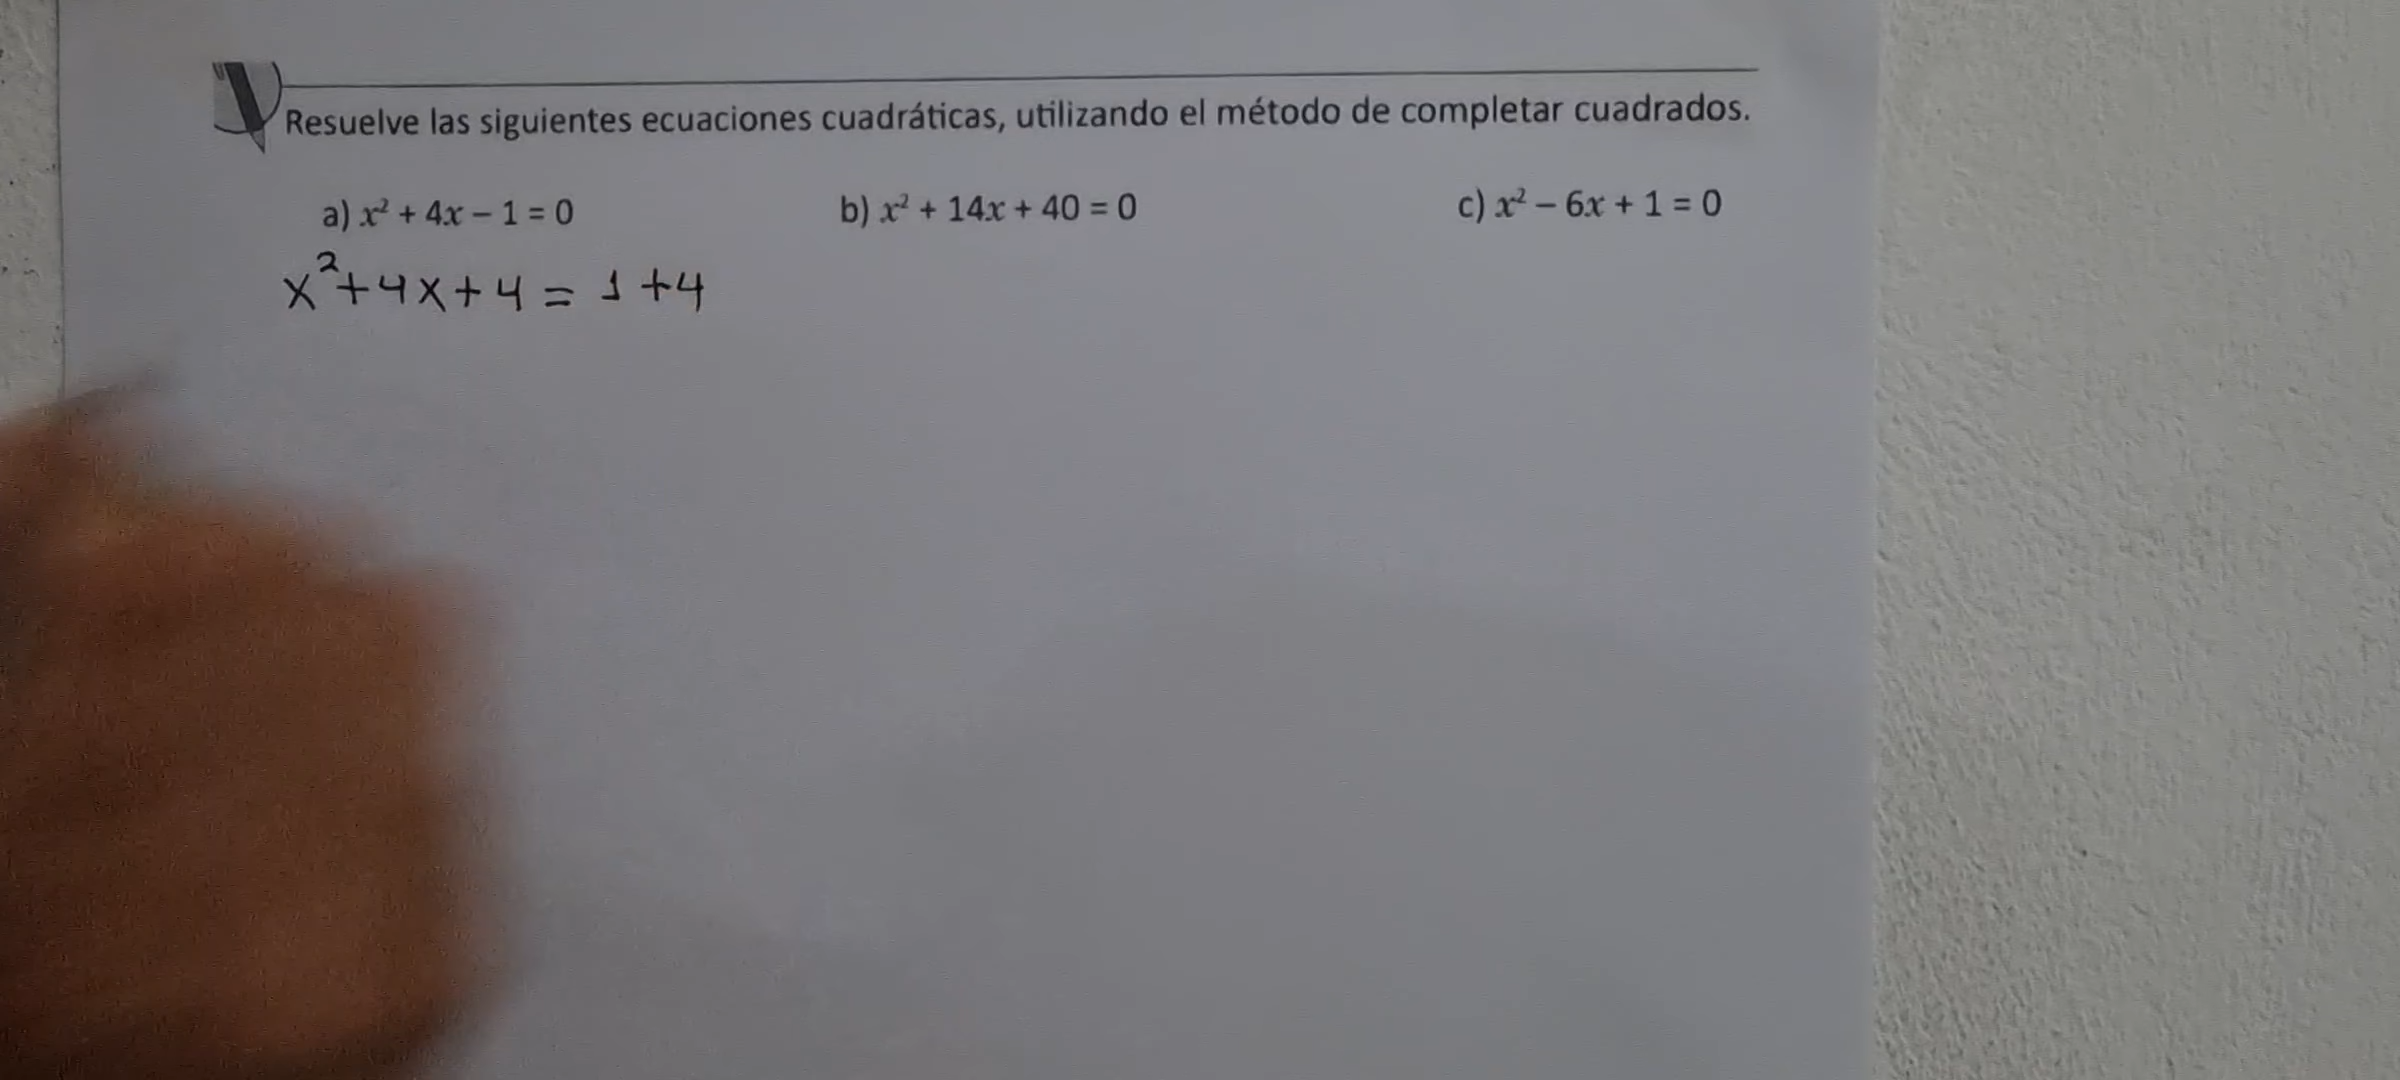 Resuelve las siguientes ecuaciones cuadráticas, utilizando el método de completar cuadrados.
a) x² + 4x – 1 = 0 b) x² + 14x + 40 = 0 c) x² – 6x + 1 = 0
x² + 4x + 4 = 1 + 4